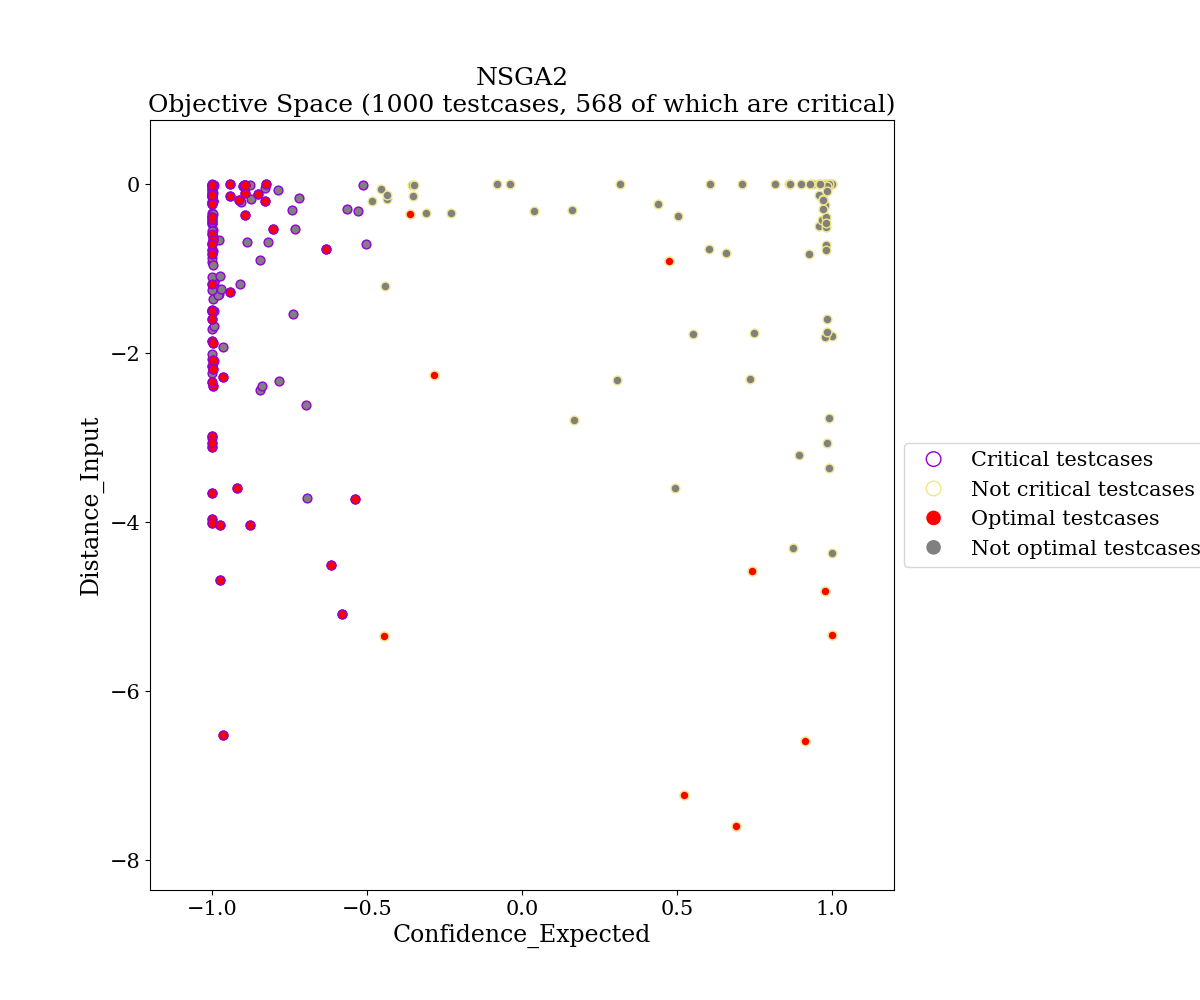 NSGA2
Objective Space (1000 testcases, 568 of which are critical)
0
−2
−4
−6
−8
Distance_Input
−1.0
−0.5
0.0
0.5
1.0
Confidence_Expected
Critical testcases
Not critical testcases
Optimal testcases
Not optimal testcases